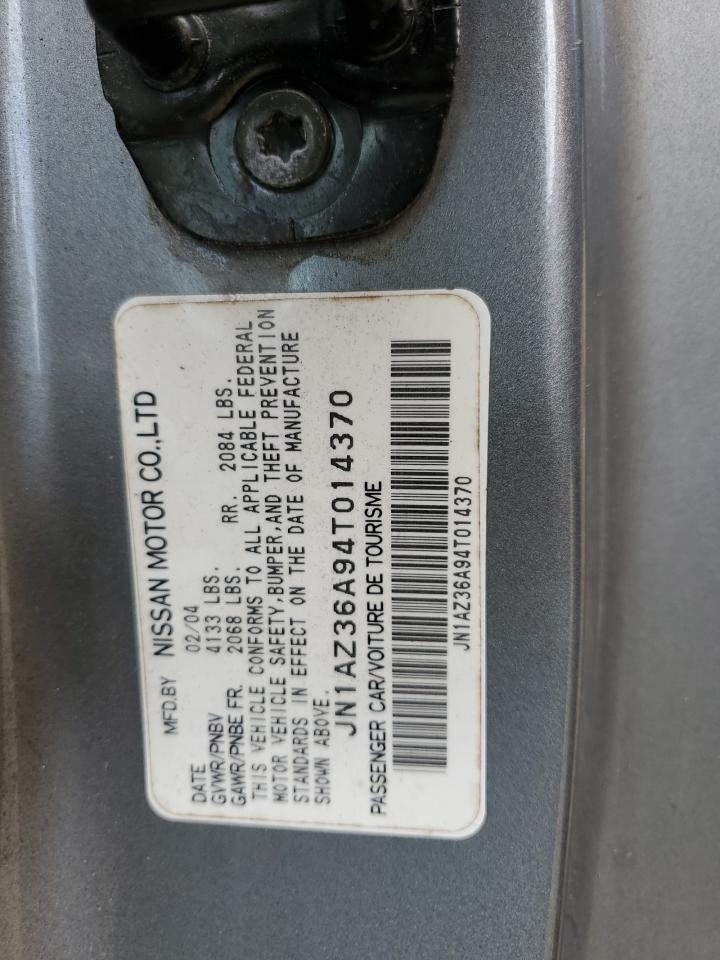 MFD.BY NISSAN MOTOR CO.,LTD
DATE 02/04
GVWR/PNBV 4133 LBS.
GAWR/PNBE FR. 2068 LBS. RR. 2084 LBS.
THIS VEHICLE CONFORMS TO ALL APPLICABLE FEDERAL
MOTOR VEHICLE SAFETY,BUMPER,AND THEFT PREVENTION
STANDARDS IN EFFECT ON THE DATE OF MANUFACTURE
SHOWN ABOVE.
JN1AZ36A94T014370
PASSENGER CAR/VOITURE DE TOURISME
JN1AZ36A94T014370